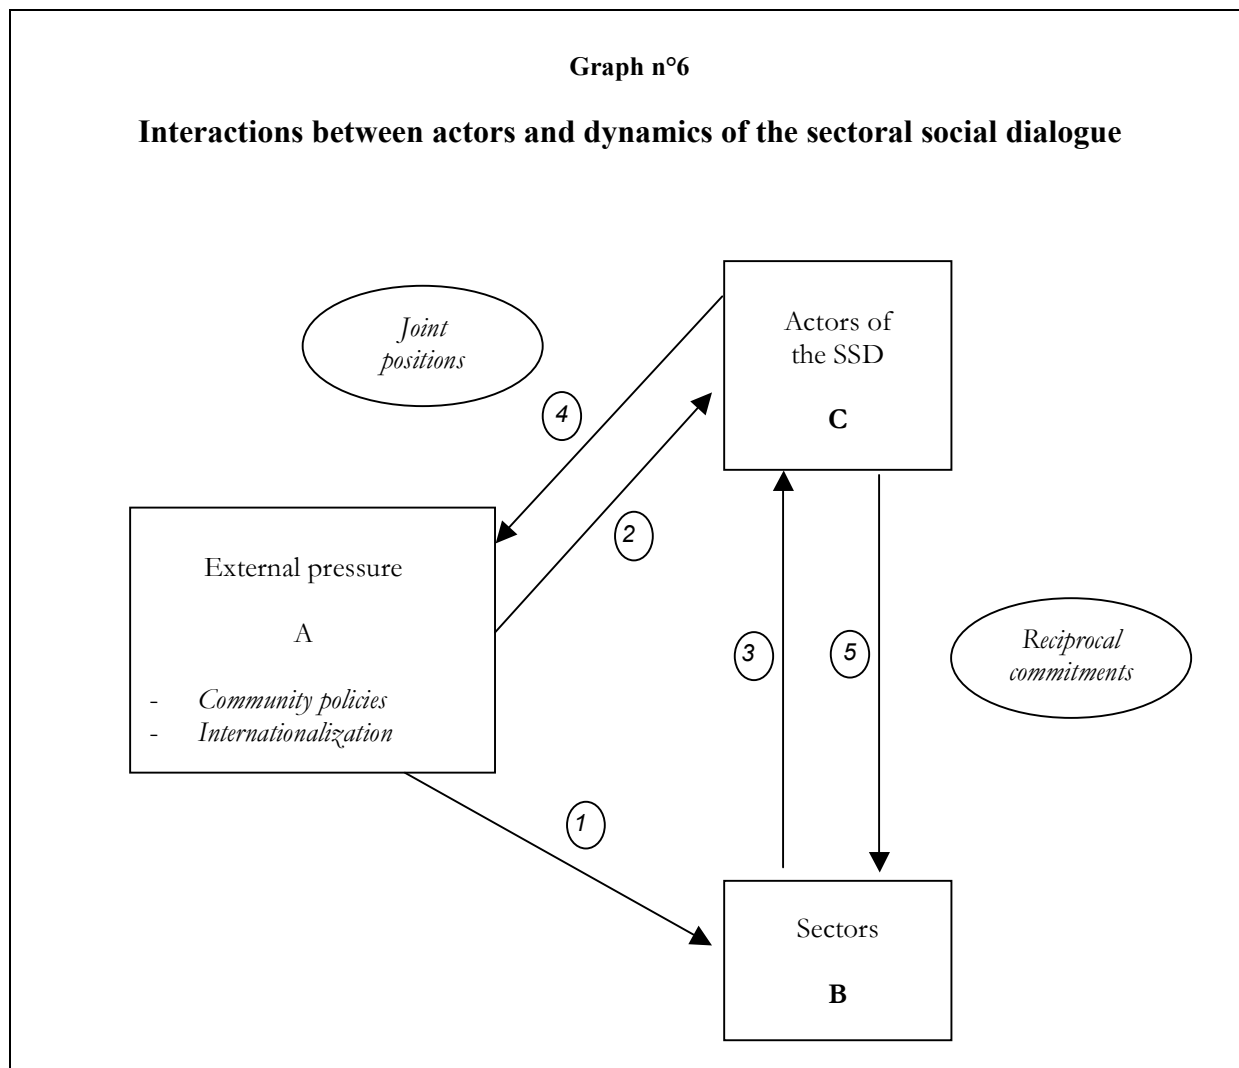 Graph n°6
Interactions between actors and dynamics of the sectoral social dialogue
Joint
positions
Actors of
the SSD
C
4
2
External pressure
A
- Community policies
- Internationalization
3
5
Reciprocal
commitments
1
Sectors
B